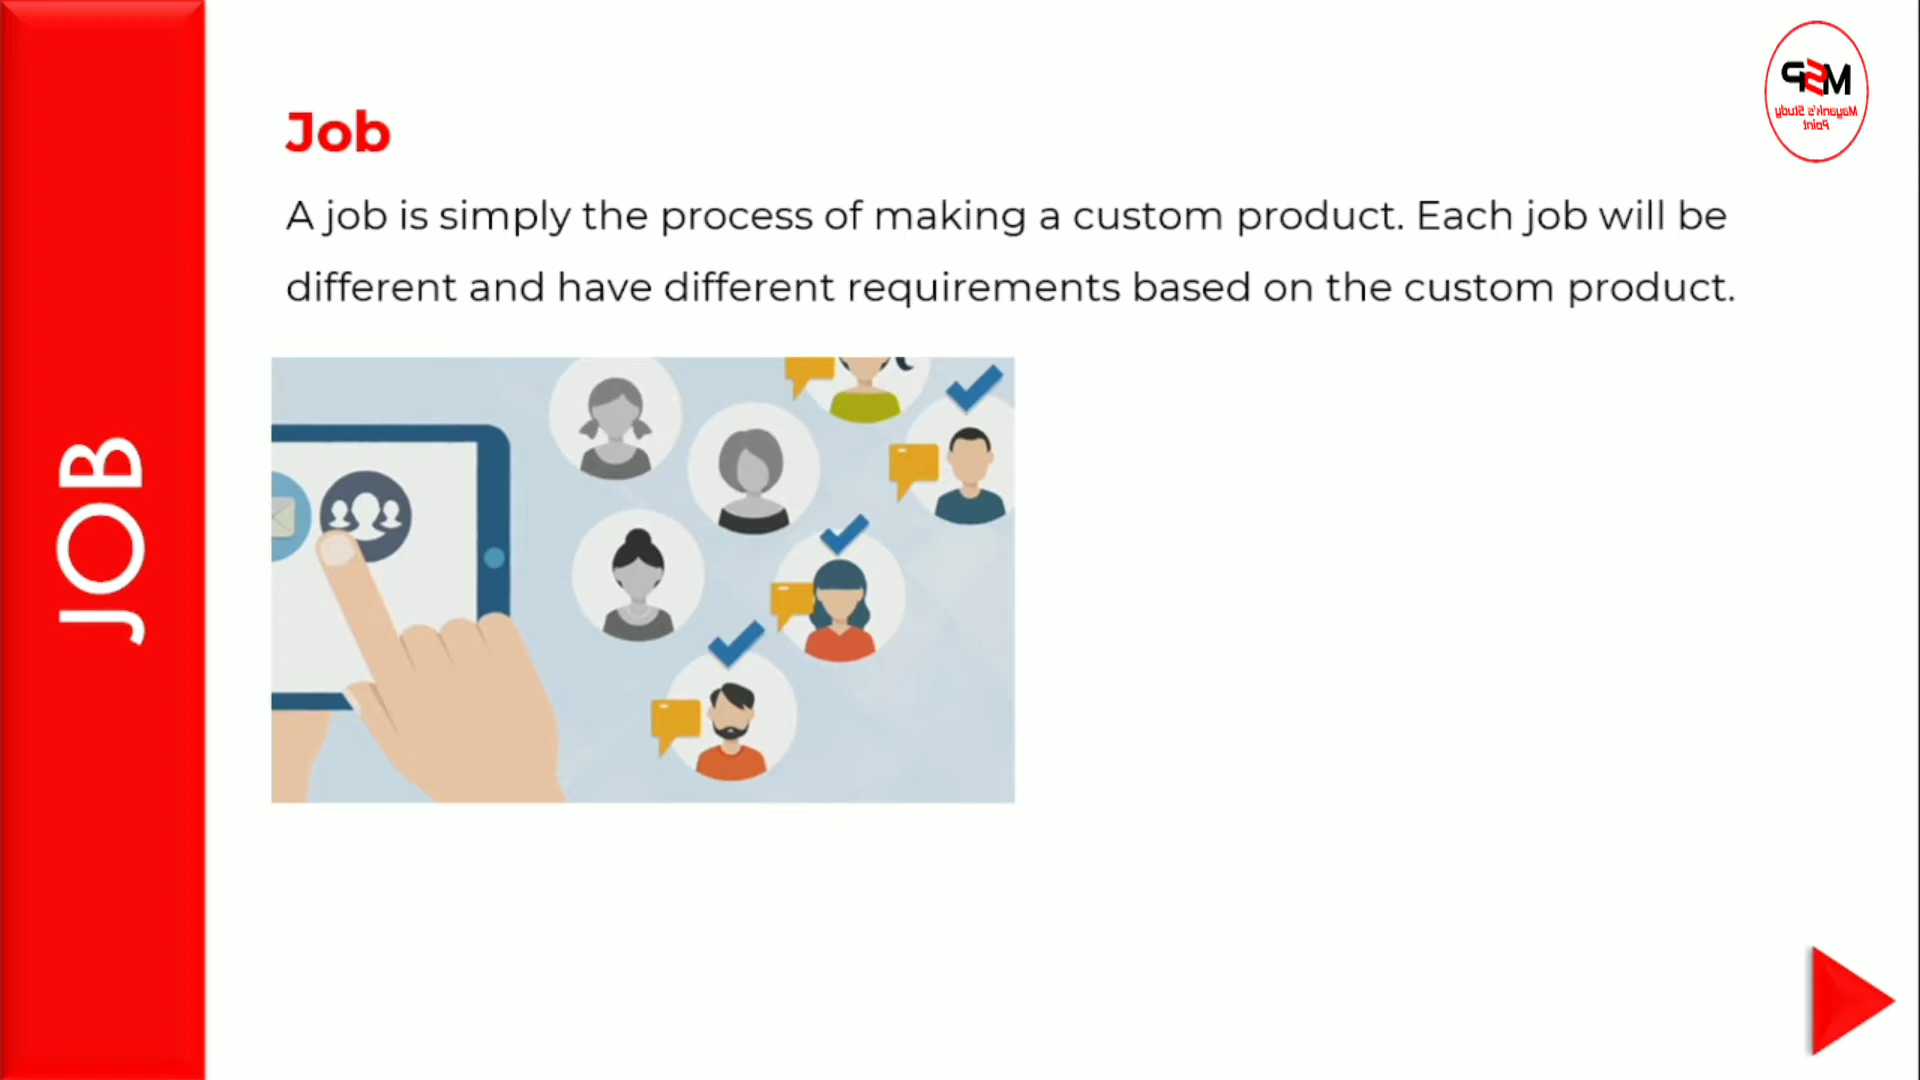 JOB
Job
A job is simply the process of making a custom product. Each job will be
different and have different requirements based on the custom product.
MSP
Mayank's Study
Point